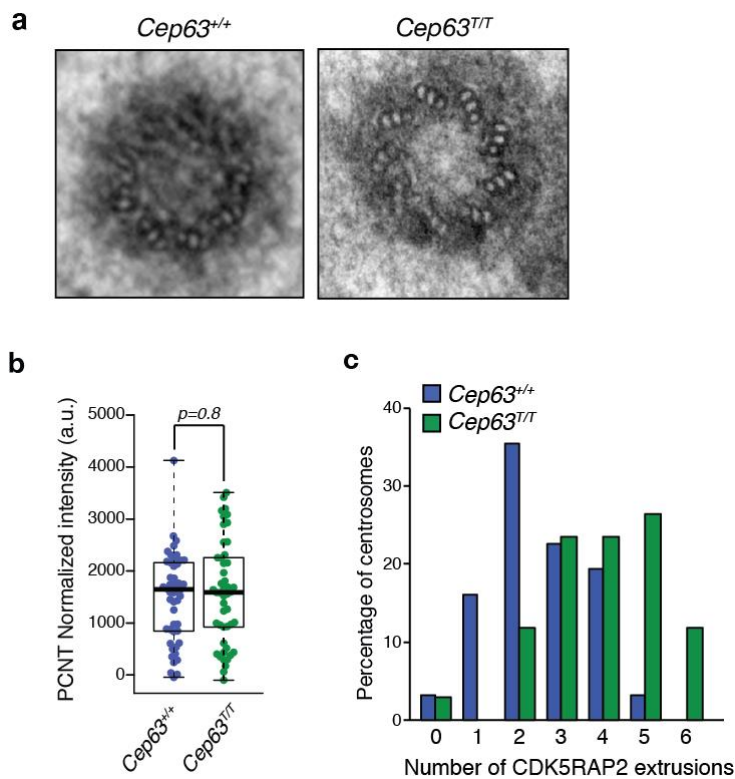 a
Cep63+/+
Cep63T/T
b
PCNT Normalized intensity (a.u.)
5000
4000
3000
2000
1000
0
p=0.8
Cep63+/+
Cep63T/T
c
Cep63+/+
Cep63T/T
Percentage of centrosomes
40
30
20
10
0
0 1 2 3 4 5 6
Number of CDK5RAP2 extrusions